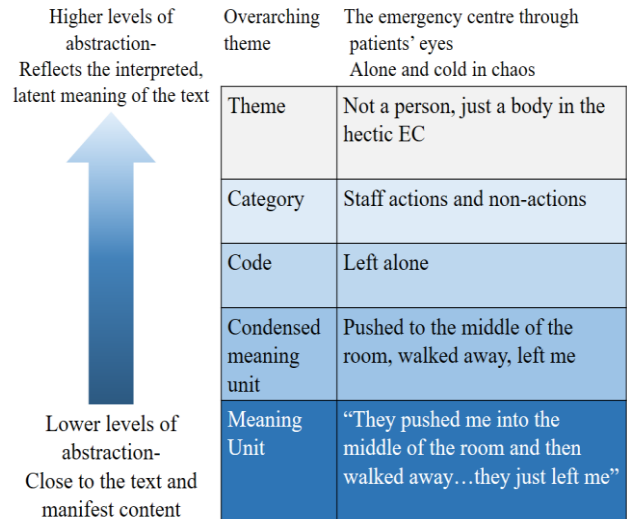 Higher levels of
abstraction-
Reflects the interpreted,
latent meaning of the text
Overarching
theme
The emergency centre through
patients’ eyes
Alone and cold in chaos
Theme
Not a person, just a body in the
hectic EC
Category
Staff actions and non-actions
Code
Left alone
Condensed
meaning
unit
Pushed to the middle of the
room, walked away, left me
Meaning
Unit
“They pushed me into the
middle of the room and then
walked away…they just left me”
Lower levels of
abstraction-
Close to the text and
manifest content